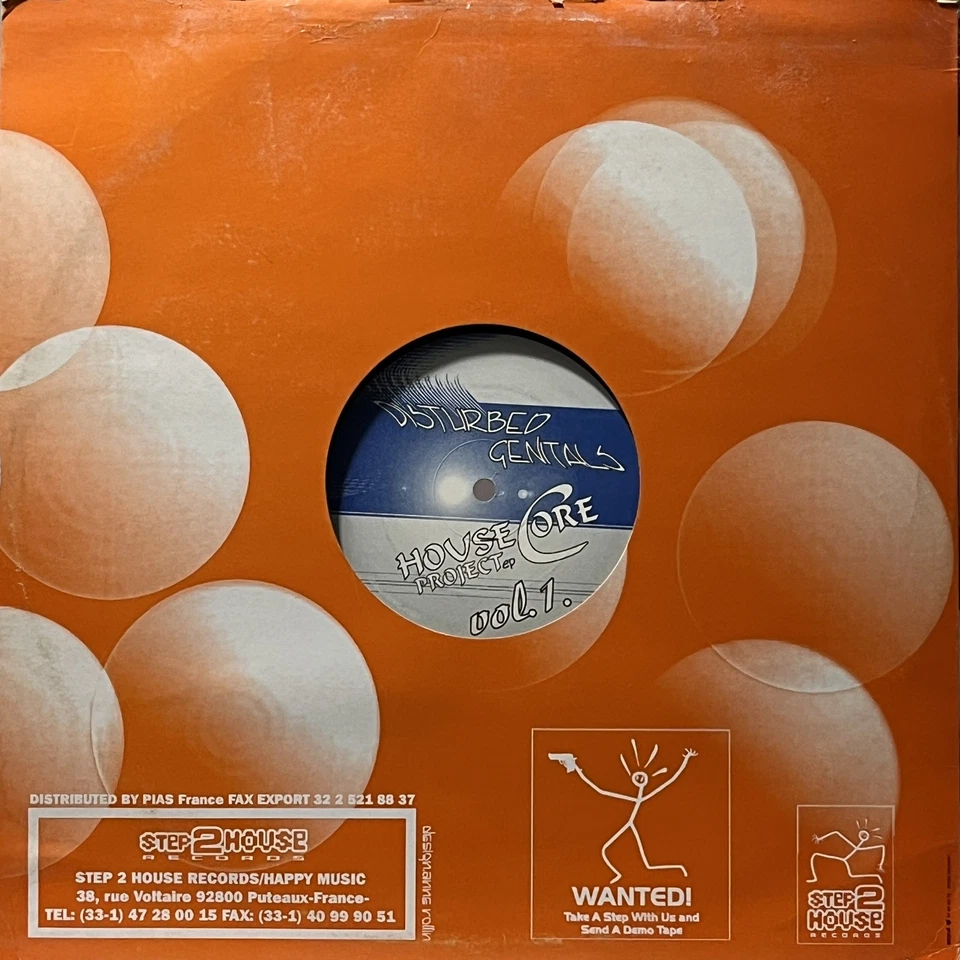 DISTURBED
GENITALS
HOUSE CORE
PROJECT EP
vol.1.
DISTRIBUTED BY PIAS France FAX EXPORT 32 2 521 88 37
STEP 2 HOUSE
RECORDS
STEP 2 HOUSE RECORDS/HAPPY MUSIC
38, rue Voltaire 92800 Puteaux-France-
TEL: (33-1) 47 28 00 15 FAX: (33-1) 40 99 90 51
WANTED!
Take A Step With Us and
Send A Demo Tape
STEP 2
HOUSE
RECORDS